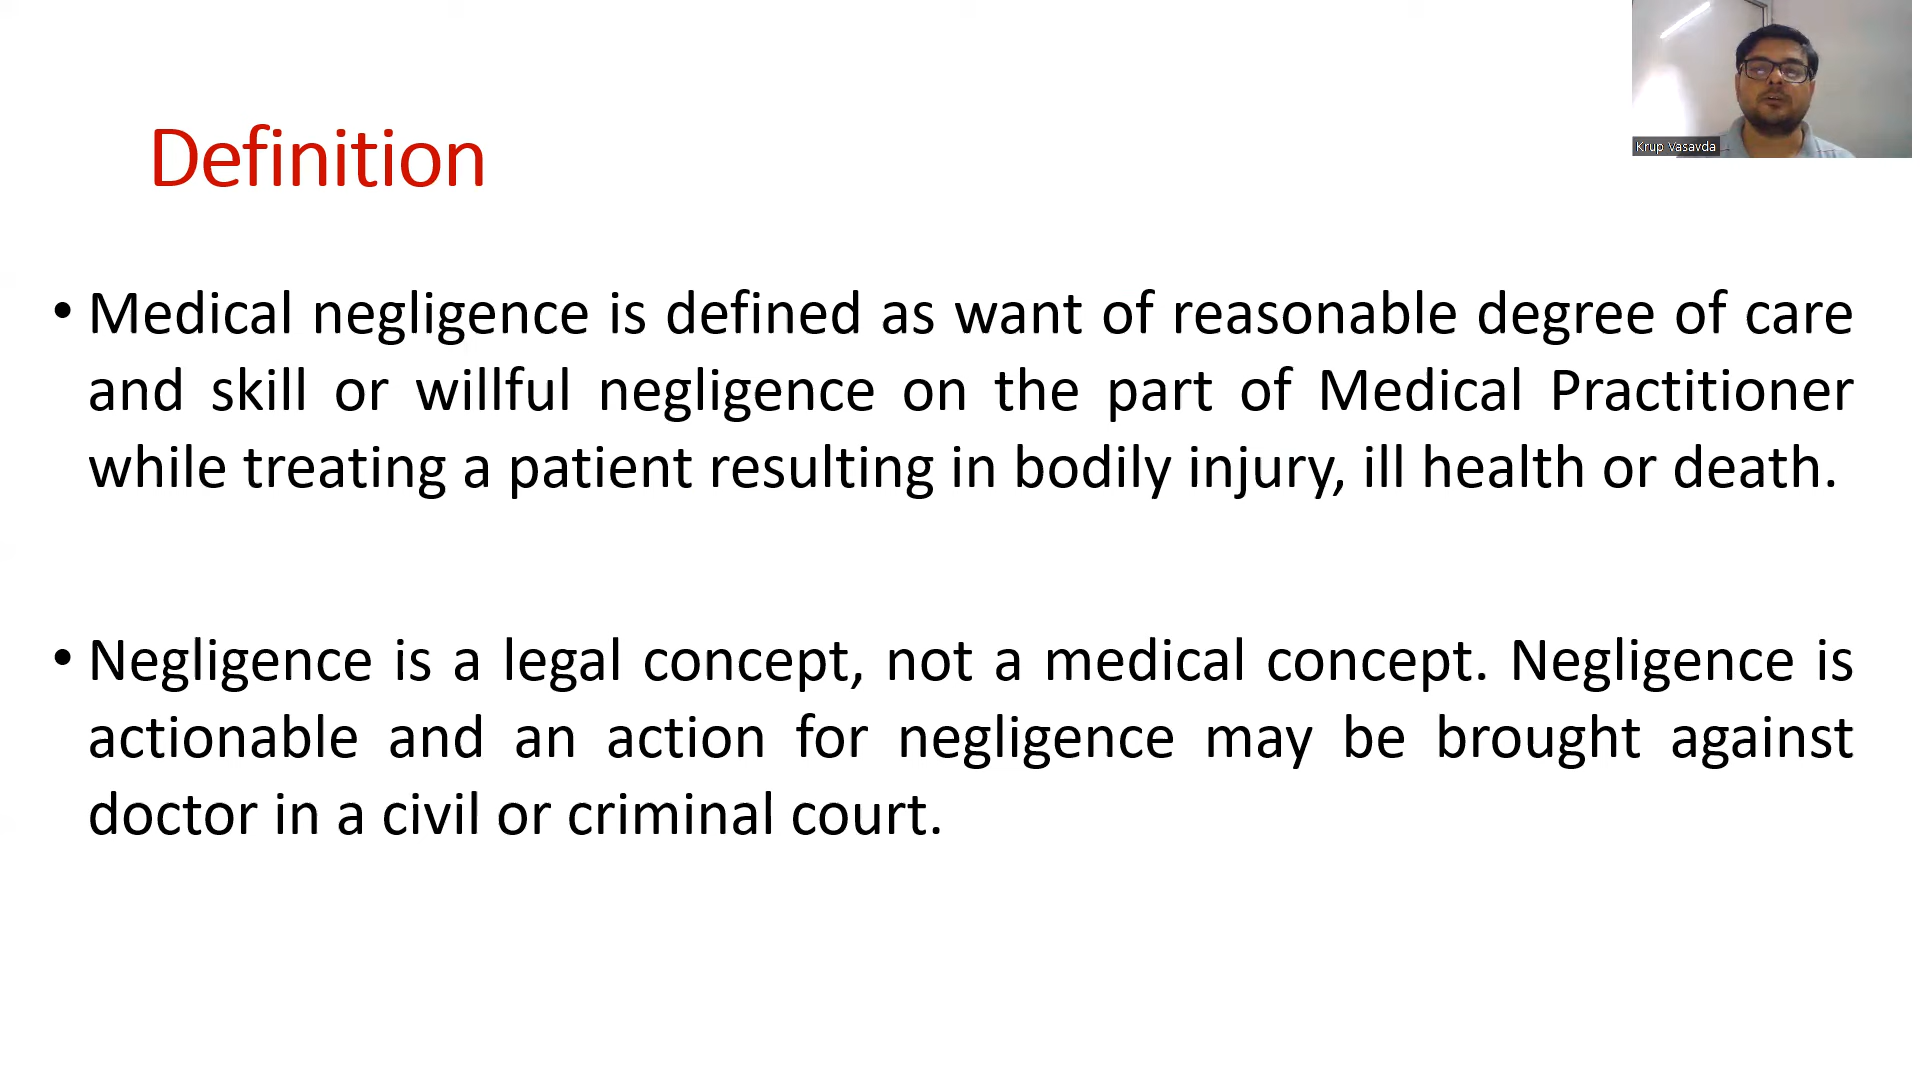 Krup Vasavda
Definition
• Medical negligence is defined as want of reasonable degree of care
and skill or willful negligence on the part of Medical Practitioner
while treating a patient resulting in bodily injury, ill health or death.
• Negligence is a legal concept, not a medical concept. Negligence is
actionable and an action for negligence may be brought against
doctor in a civil or criminal court.